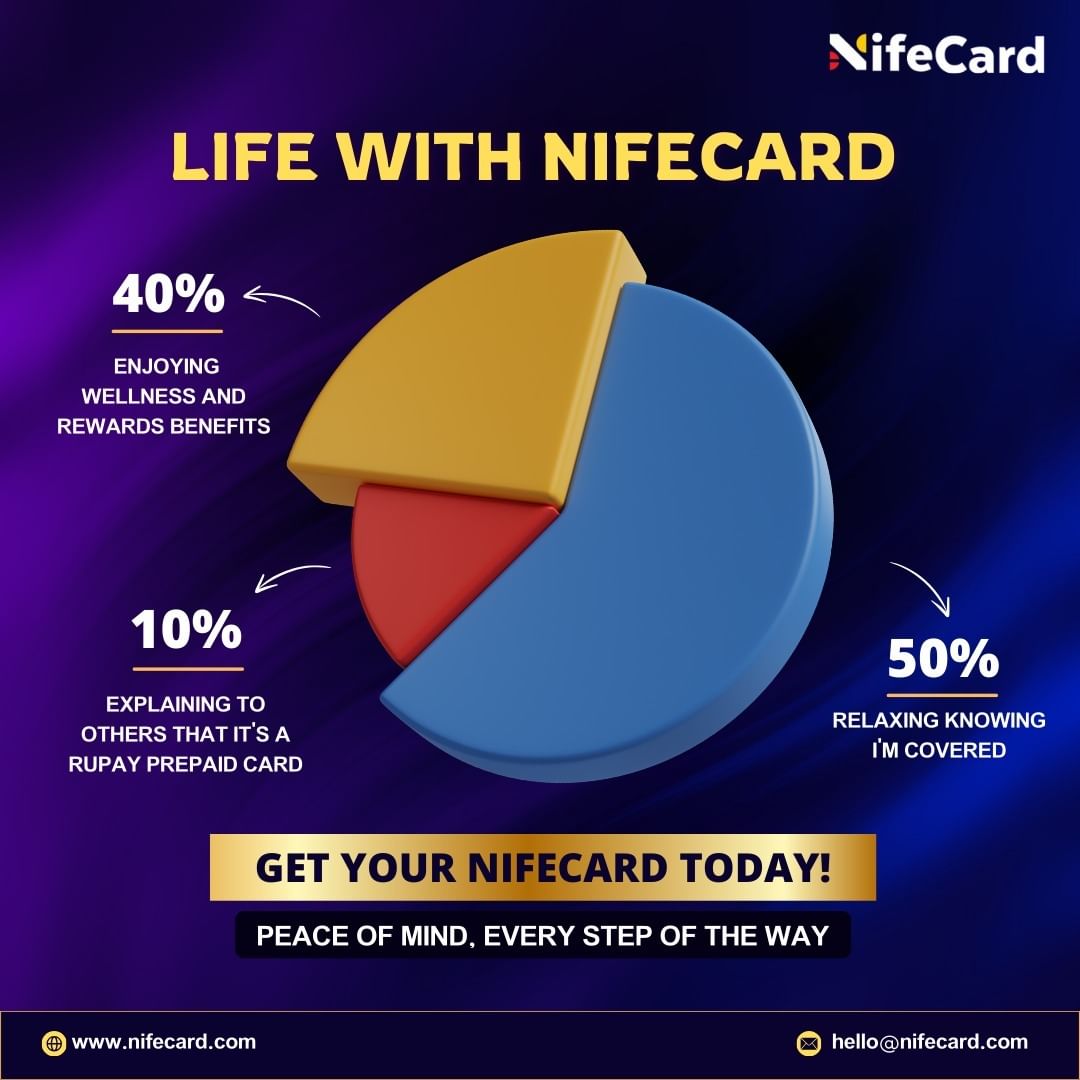 NifeCard
LIFE WITH NIFECARD
40%
ENJOYING
WELLNESS AND
REWARDS BENEFITS
10%
EXPLAINING TO
OTHERS THAT IT'S A
RUPAY PREPAID CARD
50%
RELAXING KNOWING
I'M COVERED
GET YOUR NIFECARD TODAY!
PEACE OF MIND, EVERY STEP OF THE WAY
www.nifecard.com
hello@nifecard.com